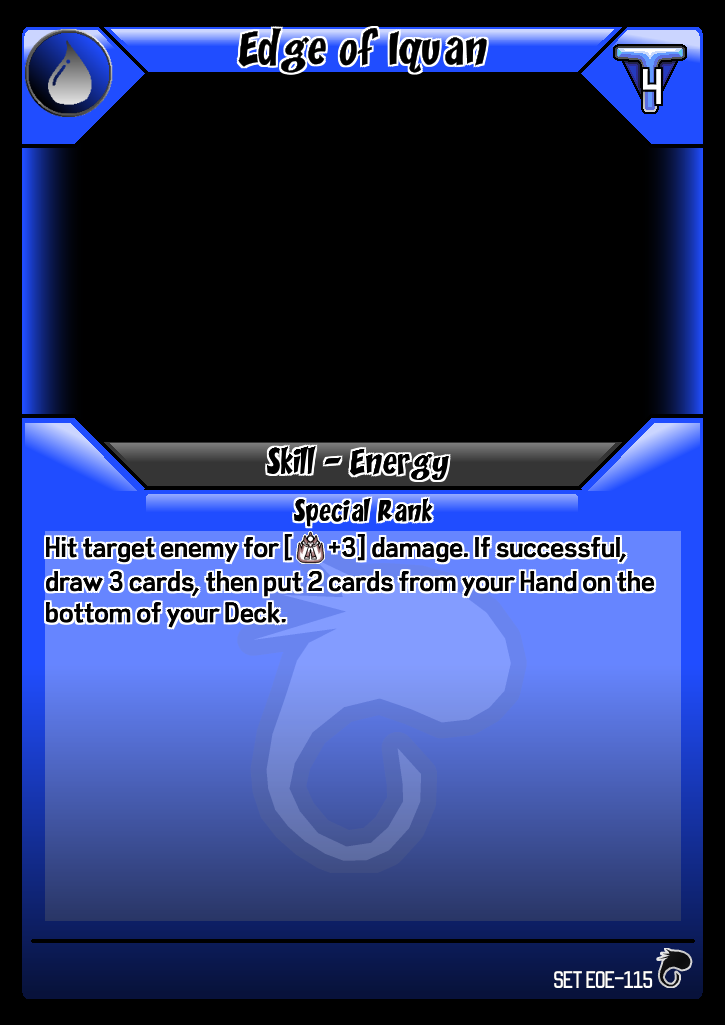 Edge of Iquan
4
Skill - Energy
Special Rank
Hit target enemy for [ +3] damage. If successful,
draw 3 cards, then put 2 cards from your Hand on the
bottom of your Deck.
SET EOE-115